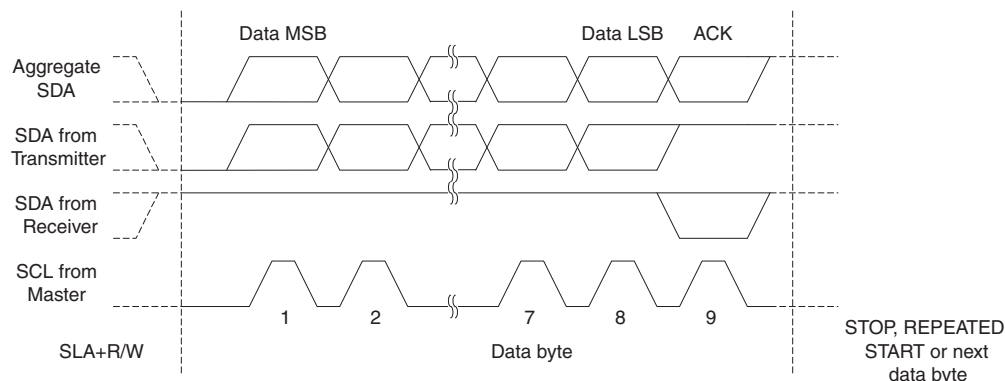 Data MSB
Data LSB
ACK
Aggregate
SDA
SDA from
Transmitter
SDA from
Receiver
SCL from
Master
1
2
7
8
9
SLA+R/W
Data byte
STOP, REPEATED
START or next
data byte